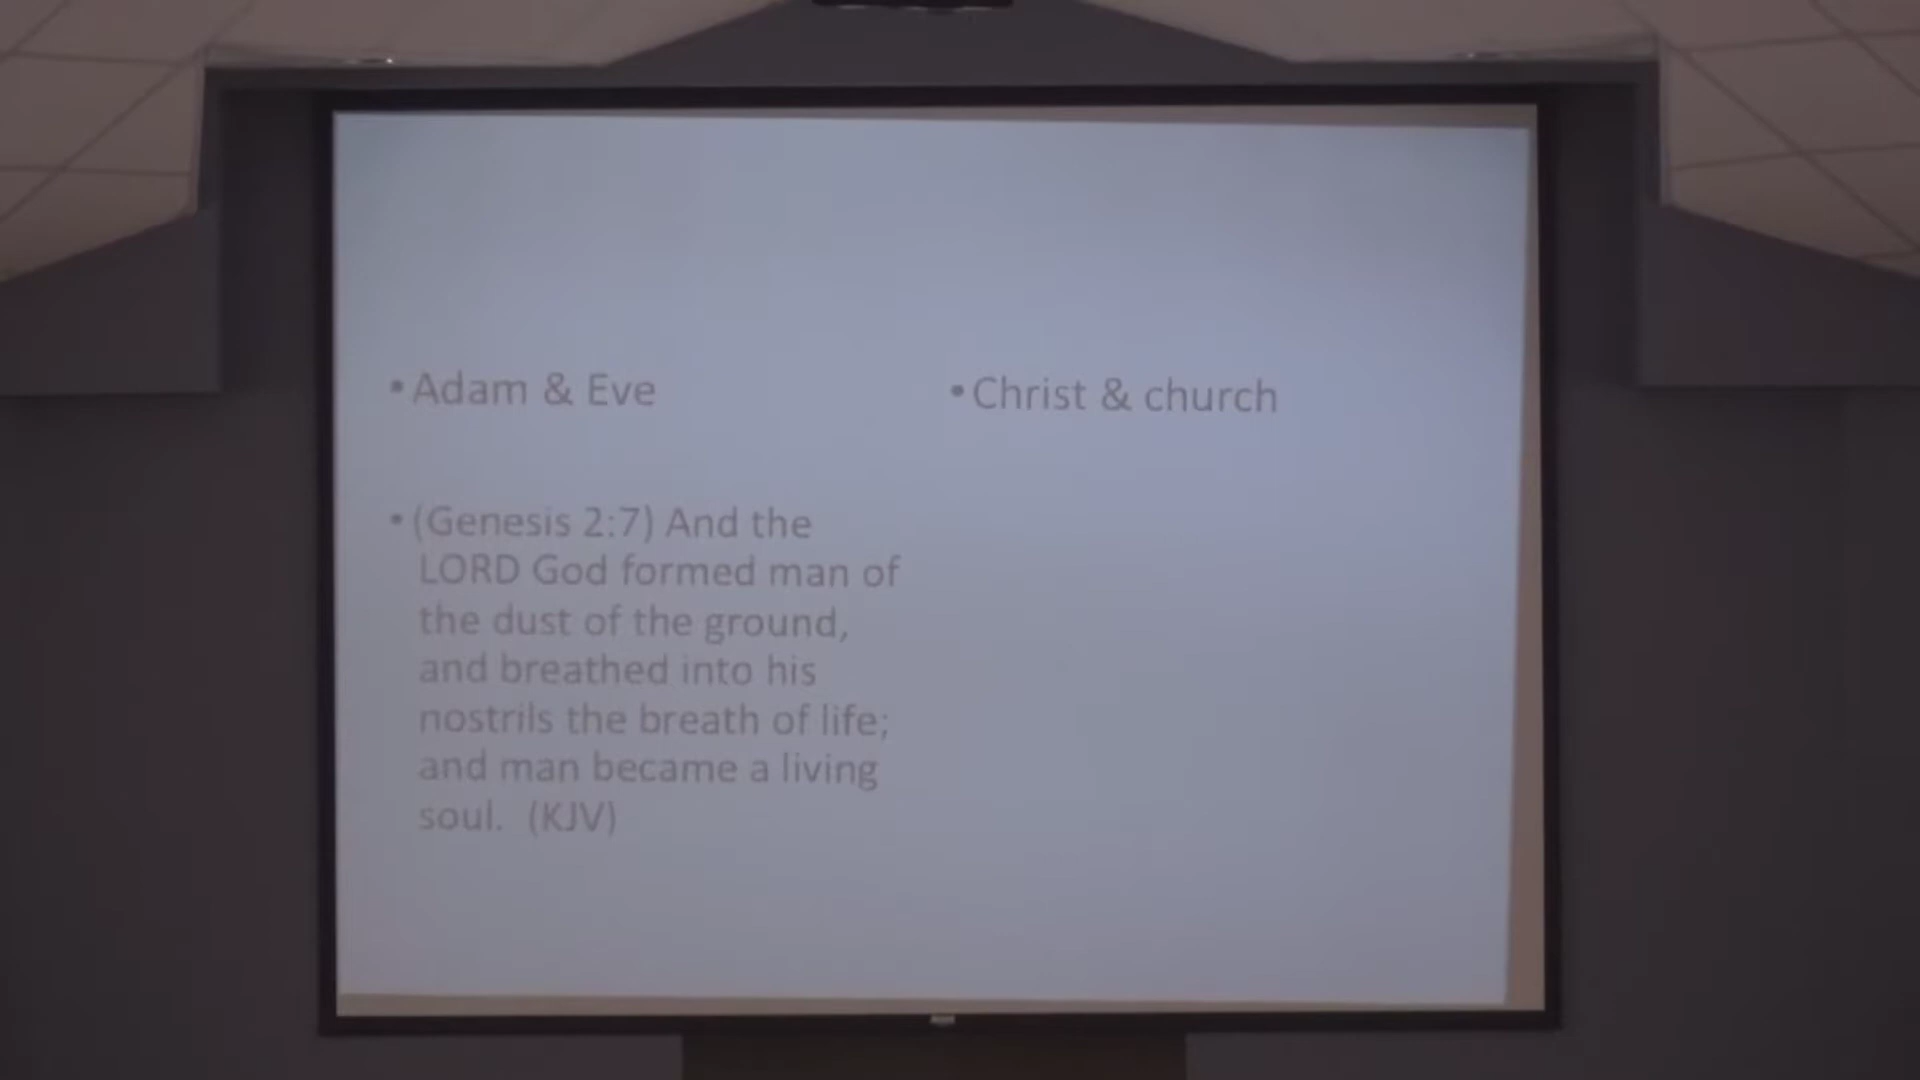 • Adam & Eve
• (Genesis 2:7) And the
LORD God formed man of
the dust of the ground,
and breathed into his
nostrils the breath of life;
and man became a living
soul.  (KJV)
• Christ & church